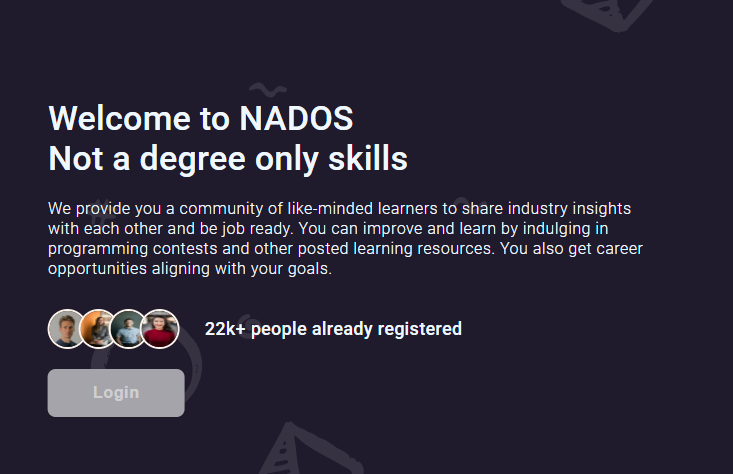 Welcome to NADOS
Not a degree only skills
We provide you a community of like-minded learners to share industry insights
with each other and be job ready. You can improve and learn by indulging in
programming contests and other posted learning resources. You also get career
opportunities aligning with your goals.
22k+ people already registered
Login